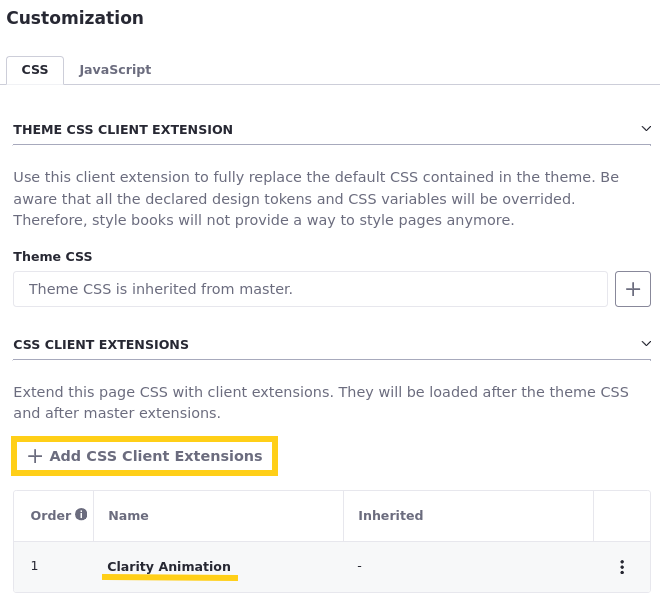 Customization
CSS
JavaScript
THEME CSS CLIENT EXTENSION
Use this client extension to fully replace the default CSS contained in the theme. Be
aware that all the declared design tokens and CSS variables will be overrided.
Therefore, style books will not provide a way to style pages anymore.
Theme CSS
Theme CSS is inherited from master.
CSS CLIENT EXTENSIONS
Extend this page CSS with client extensions. They will be loaded after the theme CSS
and after master extensions.
+ Add CSS Client Extensions
Order Name Inherited
1 Clarity Animation -